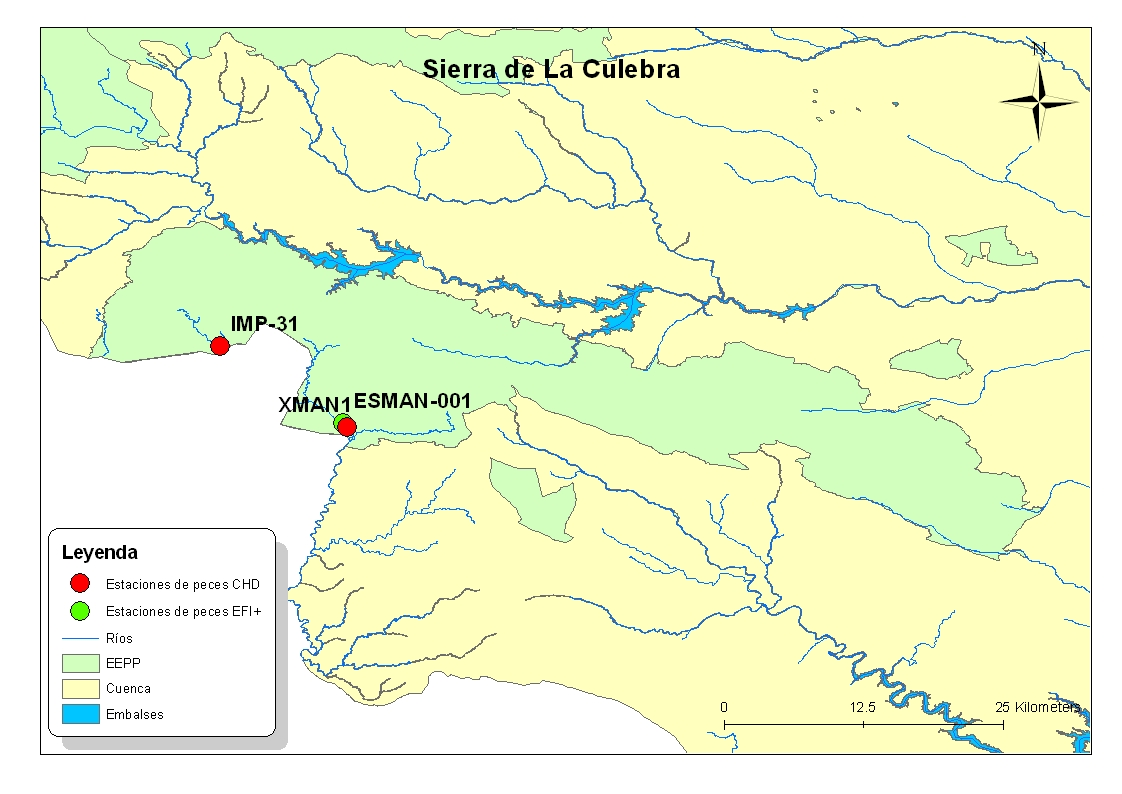 N
Sierra de La Culebra
IMP-31
XMAN1
ESMAN-001
Leyenda
Estaciones de peces CHD
Estaciones de peces EFI+
Ríos
EEPP
Cuenca
Embalses
0 12.5 25 Kilometers